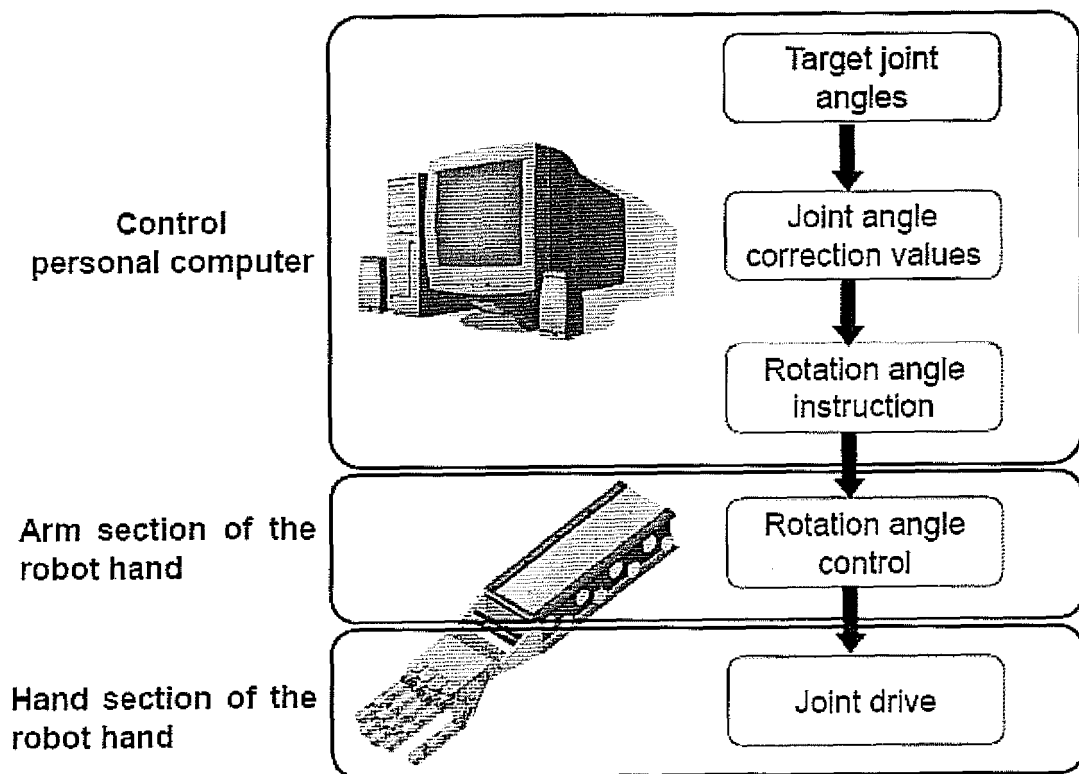 Target joint
angles
Control
personal computer
Joint angle
correction values
Rotation angle
instruction
Arm section of the
robot hand
Rotation angle
control
Hand section of the
robot hand
Joint drive